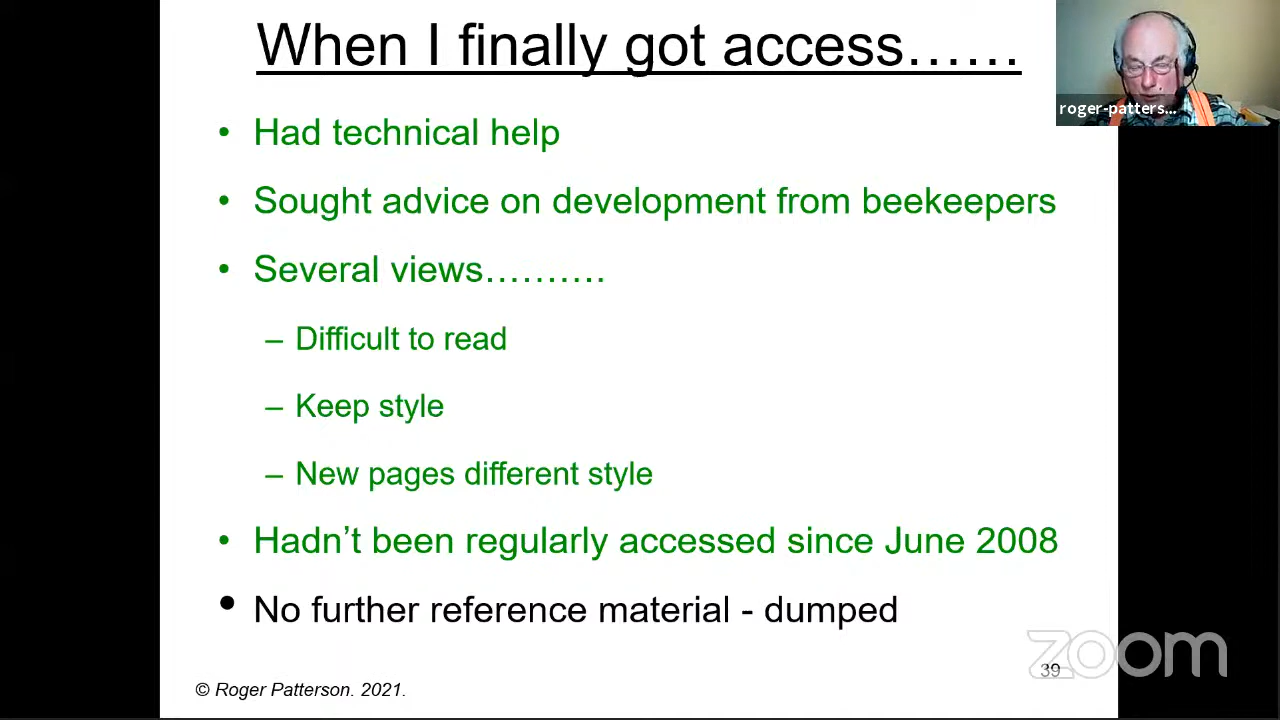 When I finally got access……
roger-patters...
• Had technical help
• Sought advice on development from beekeepers
• Several views……….
– Difficult to read
– Keep style
– New pages different style
• Hadn’t been regularly accessed since June 2008
• No further reference material - dumped
zoom
39
© Roger Patterson. 2021.